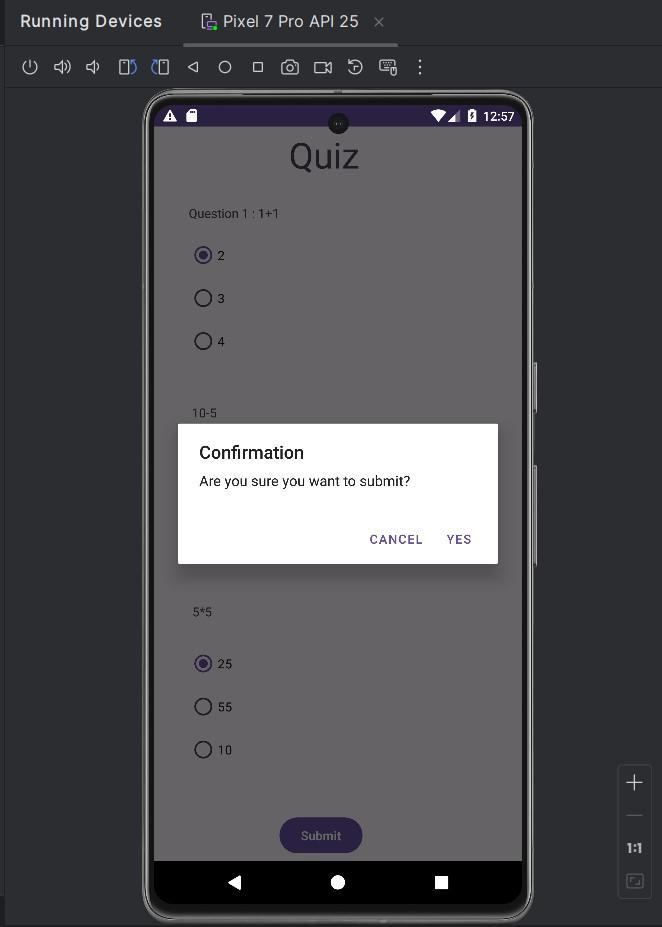 Running Devices
Pixel 7 Pro API 25
12:57
Quiz
Question 1 : 1+1
2
3
4
10-5
Confirmation
Are you sure you want to submit?
CANCEL YES
5*5
25
55
10
Submit
1:1